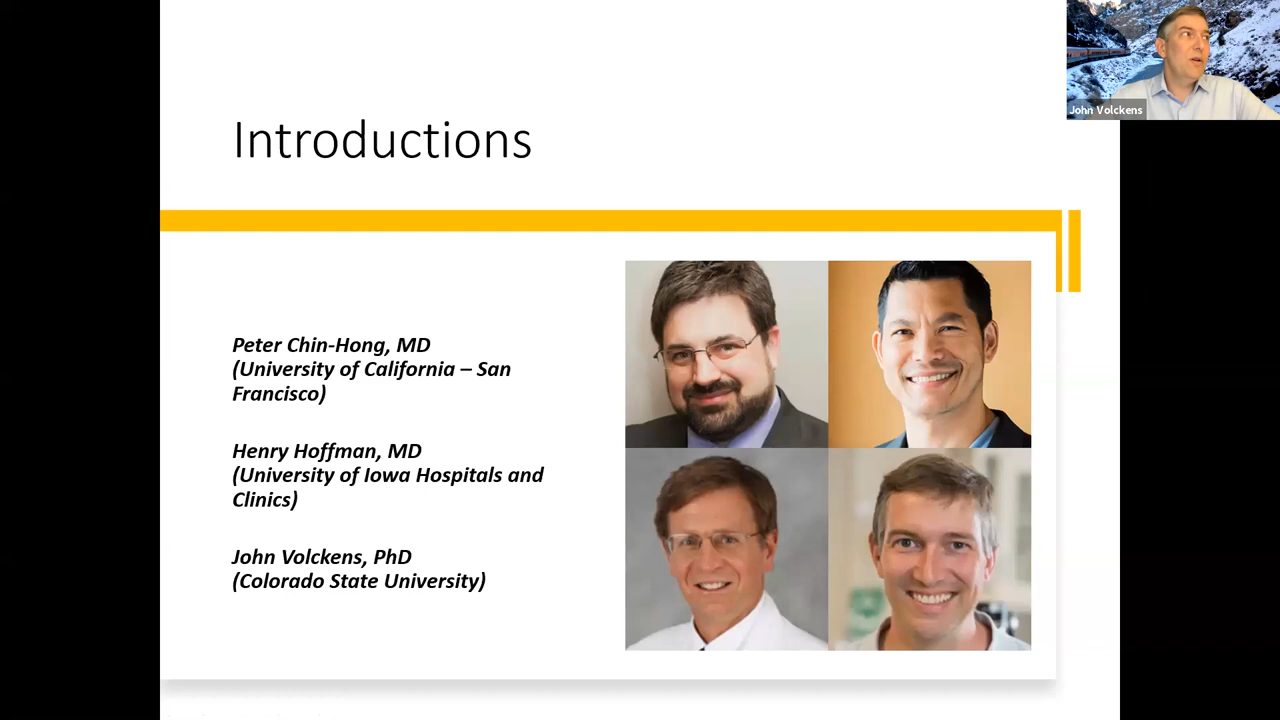 John Volckens
Introductions
Peter Chin-Hong, MD
(University of California – San
Francisco)
Henry Hoffman, MD
(University of Iowa Hospitals and
Clinics)
John Volckens, PhD
(Colorado State University)